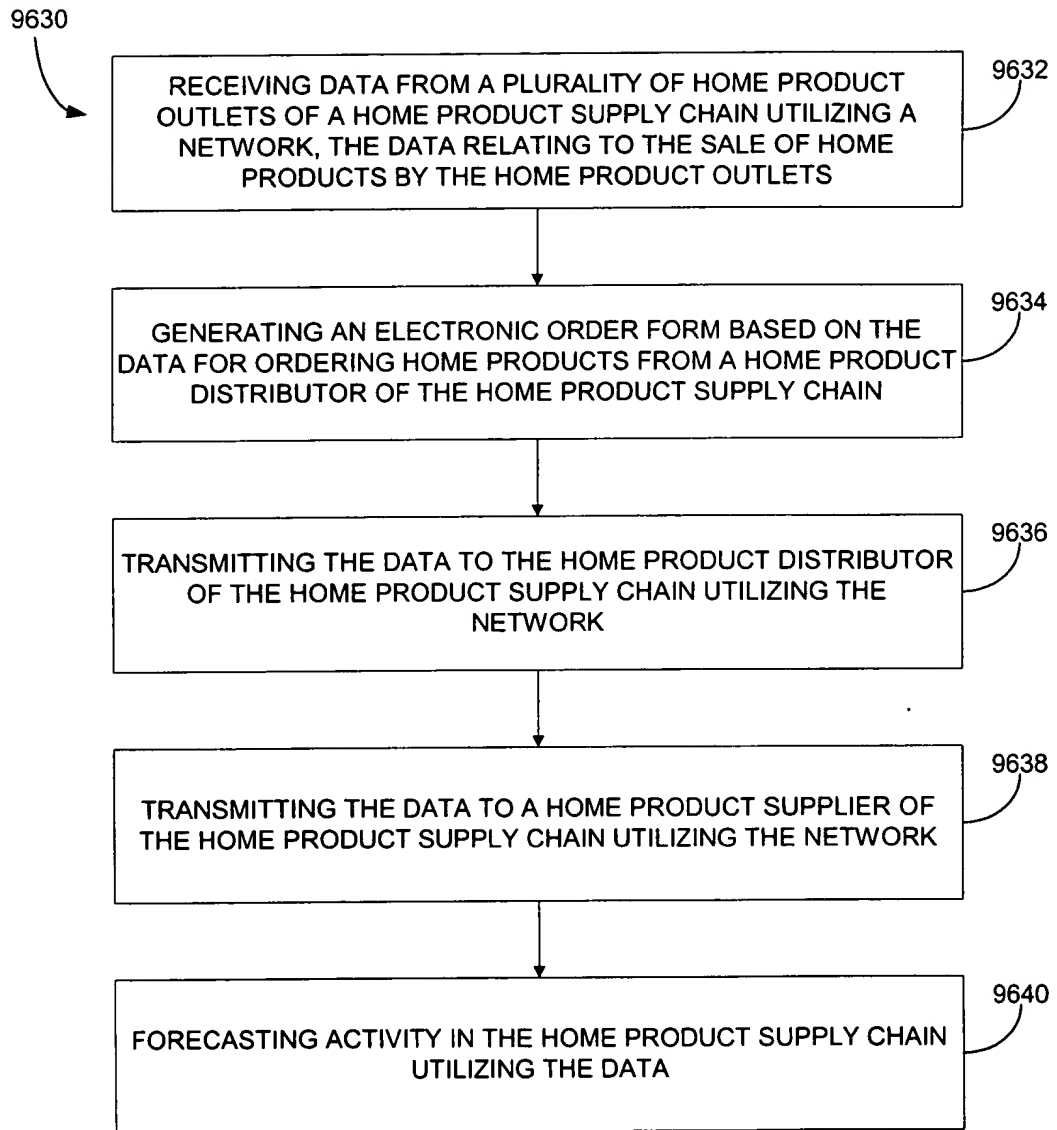 9630
9632
RECEIVING DATA FROM A PLURALITY OF HOME PRODUCT
OUTLETS OF A HOME PRODUCT SUPPLY CHAIN UTILIZING A
NETWORK, THE DATA RELATING TO THE SALE OF HOME
PRODUCTS BY THE HOME PRODUCT OUTLETS
9634
GENERATING AN ELECTRONIC ORDER FORM BASED ON THE
DATA FOR ORDERING HOME PRODUCTS FROM A HOME PRODUCT
DISTRIBUTOR OF THE HOME PRODUCT SUPPLY CHAIN
9636
TRANSMITTING THE DATA TO THE HOME PRODUCT DISTRIBUTOR
OF THE HOME PRODUCT SUPPLY CHAIN UTILIZING THE
NETWORK
9638
TRANSMITTING THE DATA TO A HOME PRODUCT SUPPLIER OF
THE HOME PRODUCT SUPPLY CHAIN UTILIZING THE NETWORK
9640
FORECASTING ACTIVITY IN THE HOME PRODUCT SUPPLY CHAIN
UTILIZING THE DATA